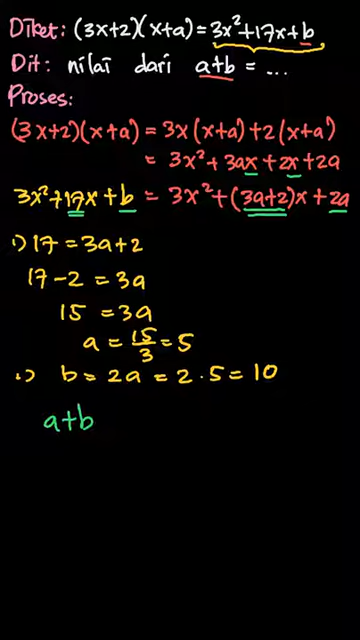 Diket: (3x+2)(x+a) = 3x²+17x+b
Dit: nilai dari a+b = ...
Proses:
(3x+2)(x+a) = 3x(x+a)+2(x+a)
= 3x²+3ax+2x+2a
3x²+17x+b = 3x²+(3a+2)x+2a
·) 17 = 3a+2
17-2 = 3a
15 = 3a
a = 15/3 = 5
·) b = 2a = 2·5 = 10
a+b